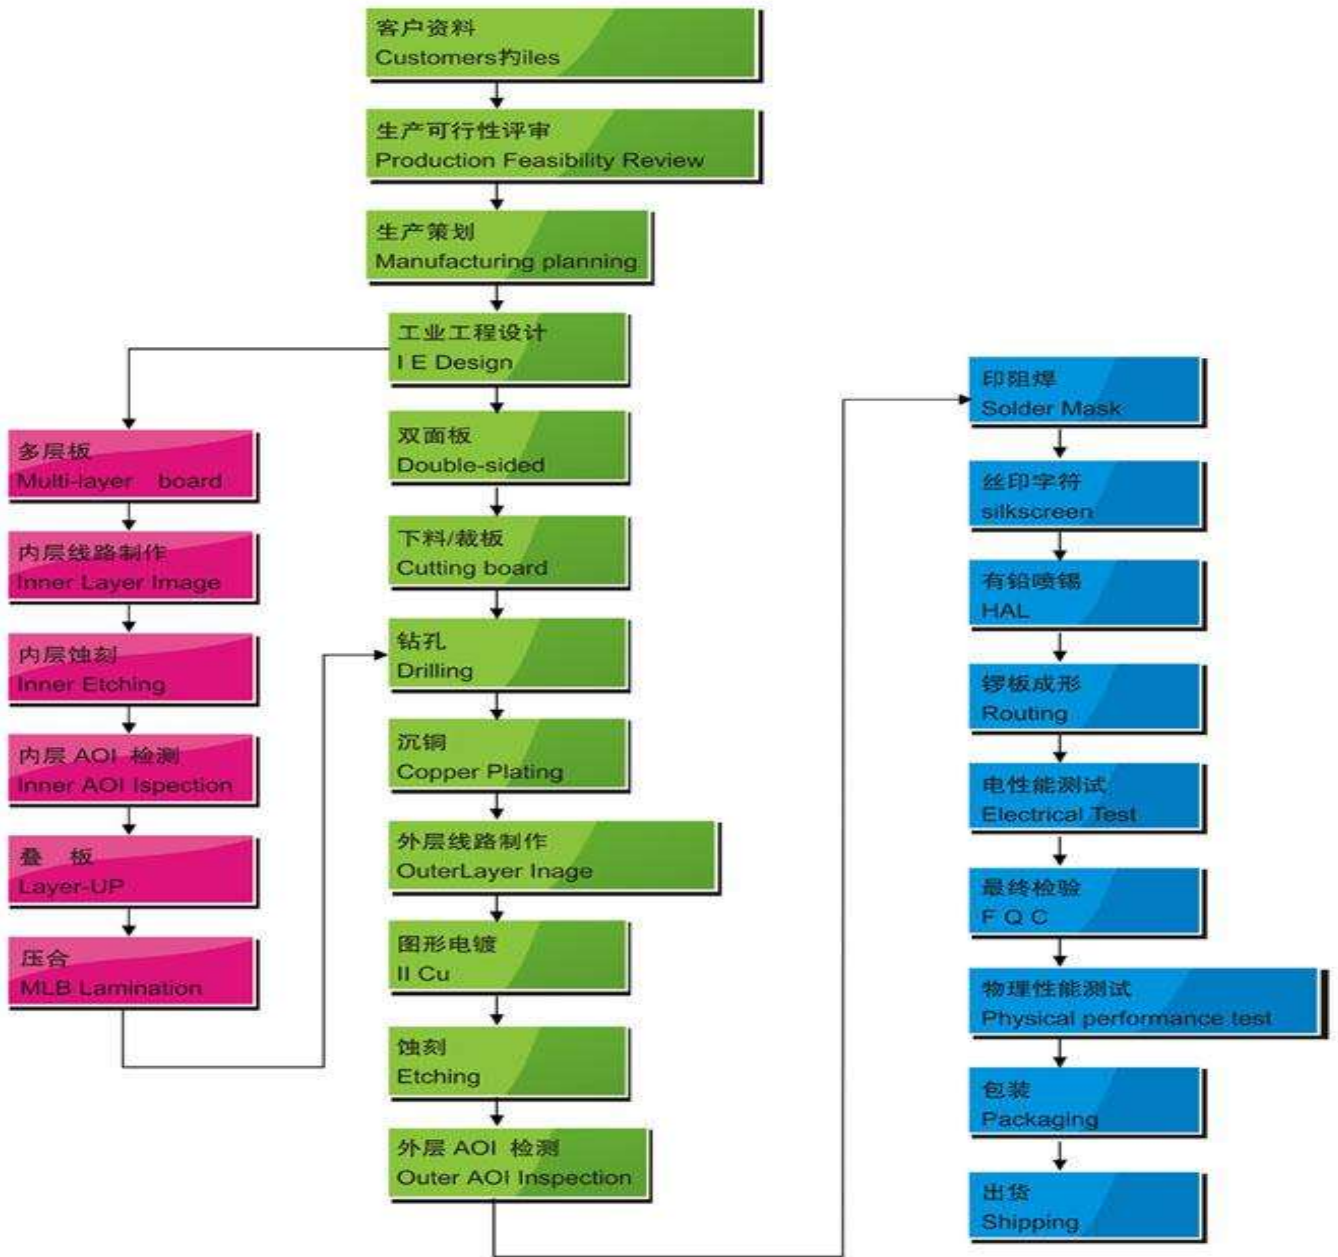 客户资料
Customers扚iles
生产可行性评审
Production Feasibility Review
生产策划
Manufacturing planning
工业工程设计
I E Design
双面板
Double-sided
下料/裁板
Cutting board
钻孔
Drilling
沉铜
Copper Plating
外层线路制作
OuterLayer Inage
图形电镀
II Cu
蚀刻
Etching
外层 AOI 检测
Outer AOI Inspection
多层板
Multi-layer board
内层线路制作
Inner Layer Image
内层蚀刻
Inner Etching
内层 AOI 检测
Inner AOI Ispection
叠 板
Layer-UP
压合
MLB Lamination
印阻焊
Solder Mask
丝印字符
silkscreen
有铅喷锡
HAL
锣板成形
Routing
电性能测试
Electrical Test
最终检验
F Q C
物理性能测试
Physical performance test
包装
Packaging
出货
Shipping